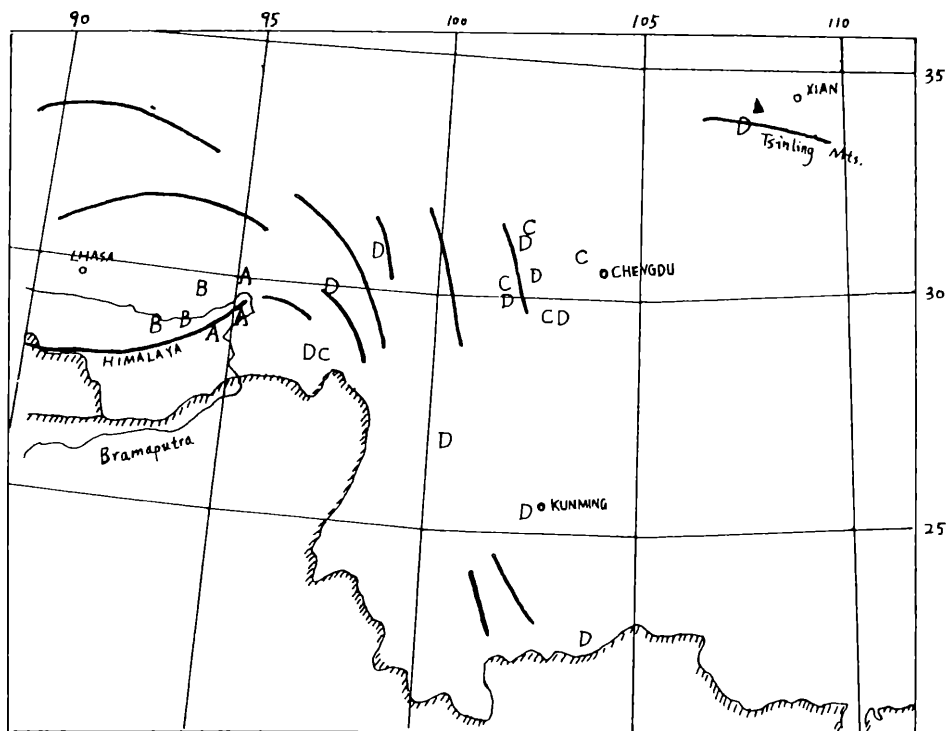 90 95 100 105 110
35
XIAN
D
Tsinling Mts.
C
D
D
C
CHENGDU
LHASA
A
B
D
C
D
D
30
B B
A A
CD
HIMALAYA
DC
D
Bramaputra
D KUNMING
25
D